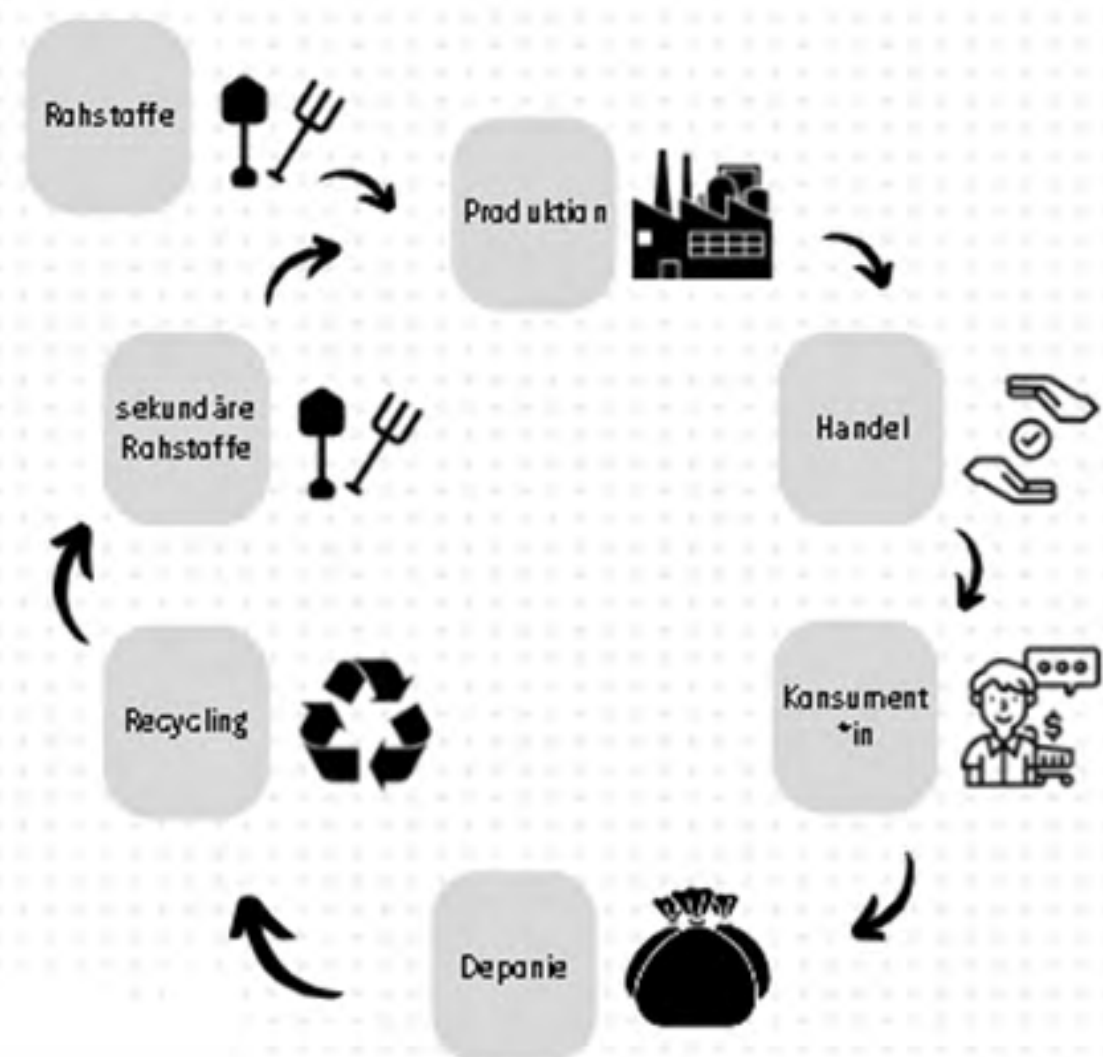 Rohstoffe
Produktion
sekundäre
Rohstoffe
Handel
Recycling
Konsument
*in
Deponie
$